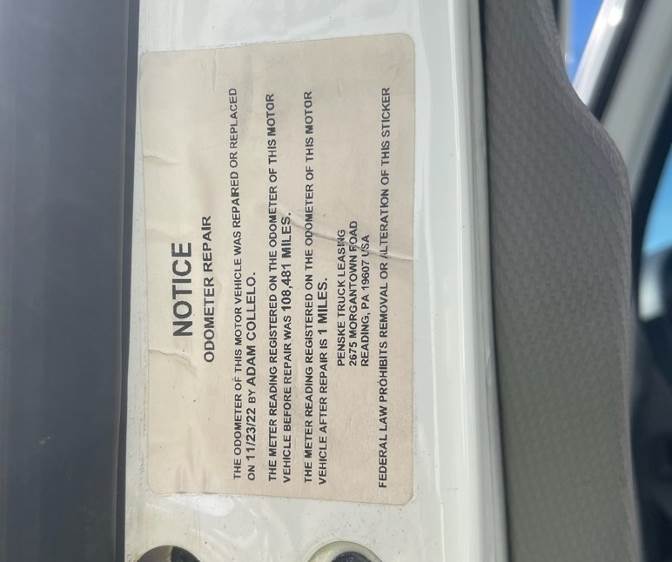 NOTICE
ODOMETER REPAIR
THE ODOMETER OF THIS MOTOR VEHICLE WAS REPAIRED OR REPLACED
ON 11/23/22 BY ADAM COLLELO.
THE METER READING REGISTERED ON THE ODOMETER OF THIS MOTOR
VEHICLE BEFORE REPAIR WAS 108,481 MILES.
THE METER READING REGISTERED ON THE ODOMETER OF THIS MOTOR
VEHICLE AFTER REPAIR IS 1 MILES.
PENSKE TRUCK LEASING
2675 MORGANTOWN ROAD
READING, PA 19607 USA
FEDERAL LAW PROHIBITS REMOVAL OR ALTERATION OF THIS STICKER